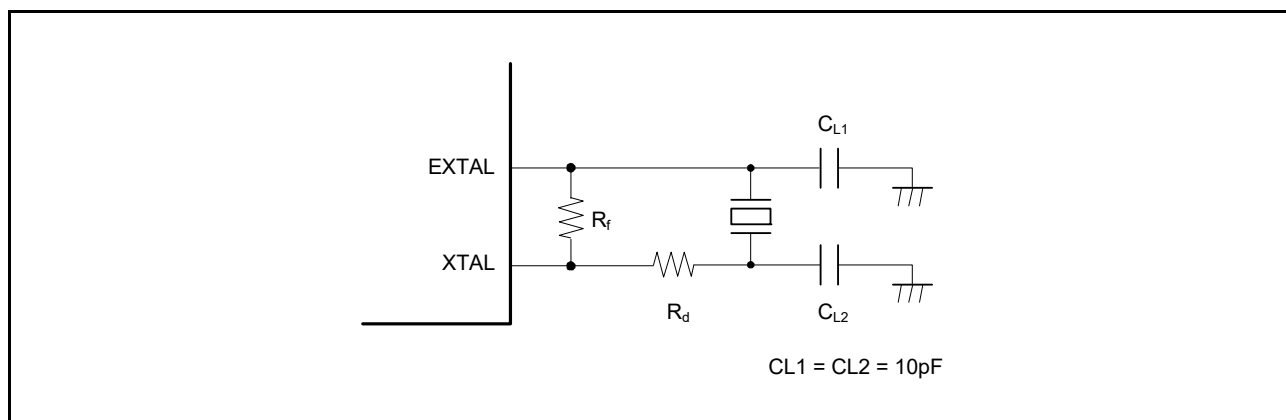 CL1
EXTAL
Rf
XTAL
Rd
CL2
CL1 = CL2 = 10pF